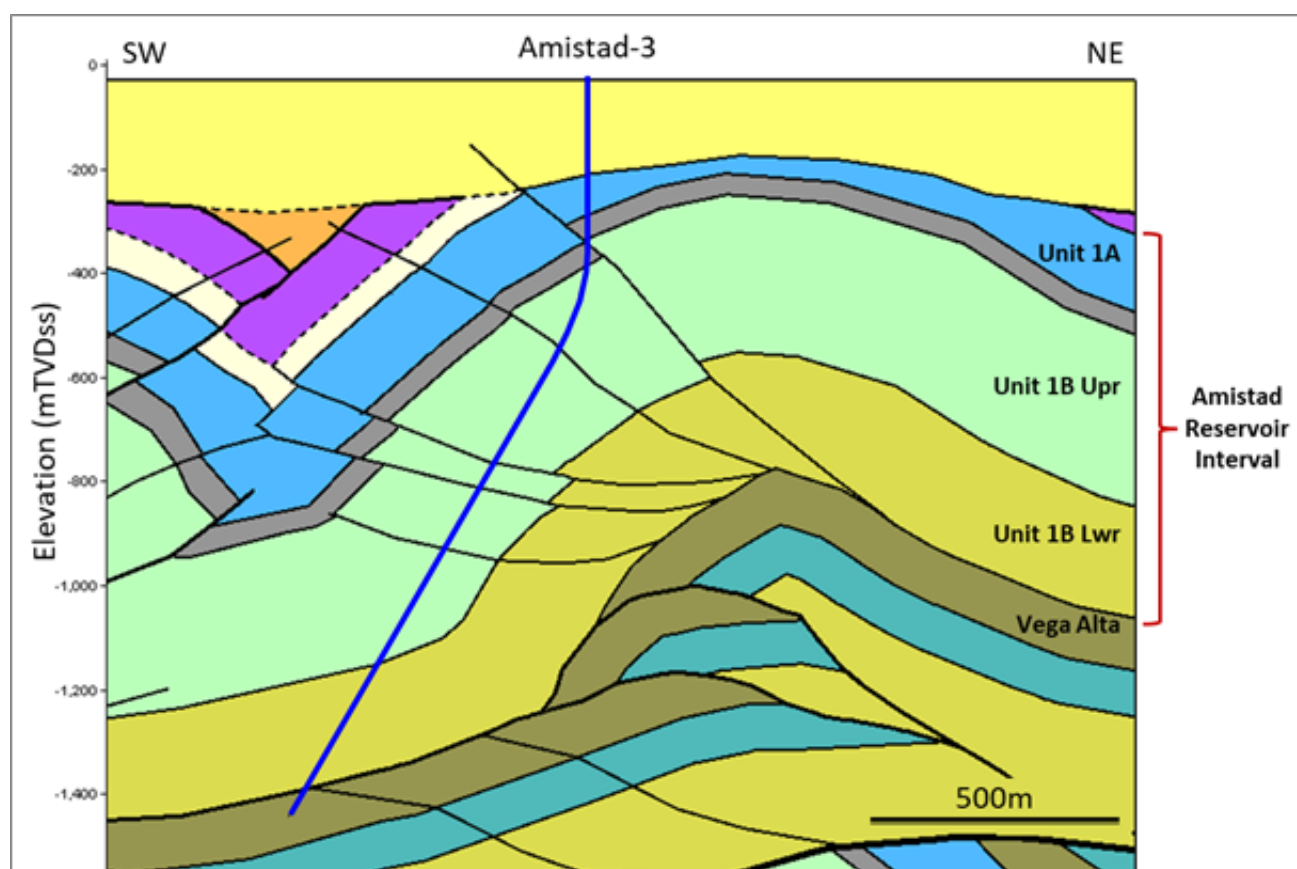 SW
Amistad-3
NE
0
-200
-400
-600
-800
-1,000
-1,200
-1,400
Elevation (mTVDss)
Unit 1A
Unit 1B Upr
Unit 1B Lwr
Vega Alta
Amistad
Reservoir
Interval
500m